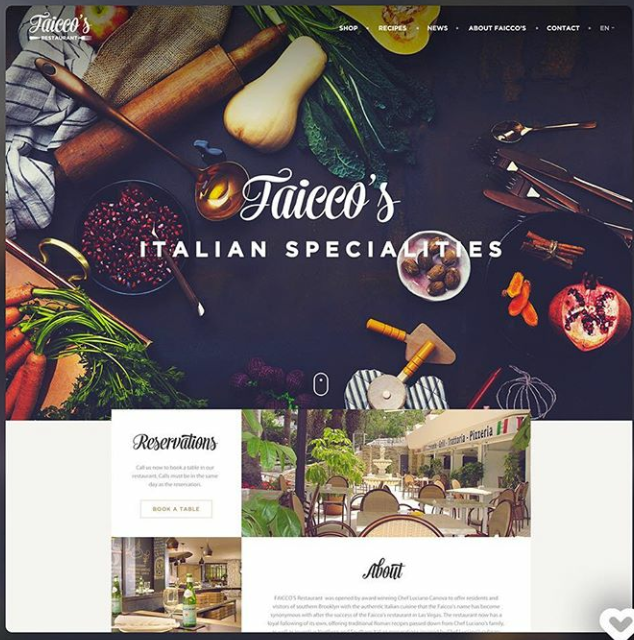 Faicco's
RESTAURANT
SHOP • RECIPES • NEWS • ABOUT FAICCO'S • CONTACT • EN
Faicco's
ITALIAN SPECIALITIES
Reservations
Call us now to book a table in our
restaurant. Calls must be in the same
day as the reservation.
BOOK A TABLE
Trattoria - Pizzeria
About
FAICCO'S Restaurant was opened by award winning Chef Luciano Canova to offer residents and
visitors of southern Brooklyn with the authentic Italian cuisine that the Faicco's name has become
synonymous with after the success of the Faicco's restaurant in Las Vegas. The restaurant now has a
loyal following of its own, offering traditional Roman recipes passed down from Chef Luciano's family,